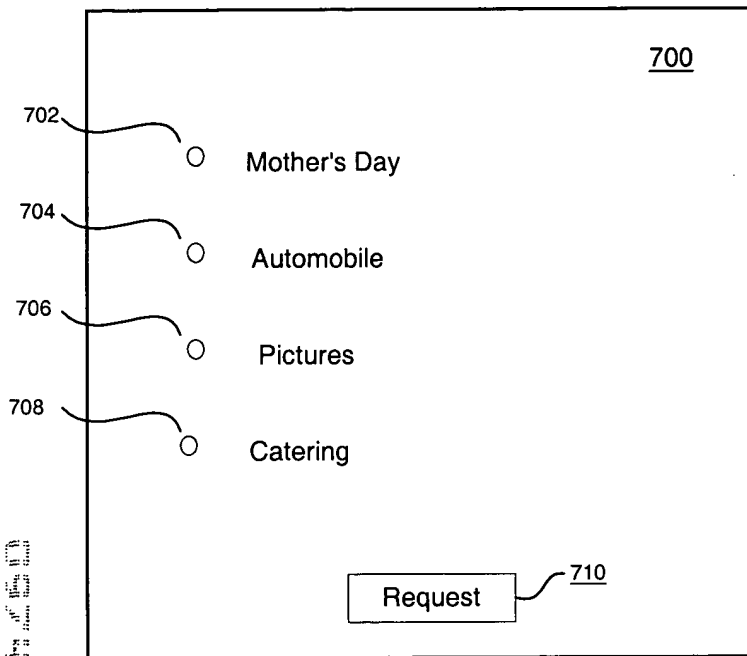 700
702
Mother's Day
704
Automobile
706
Pictures
708
Catering
Request
710